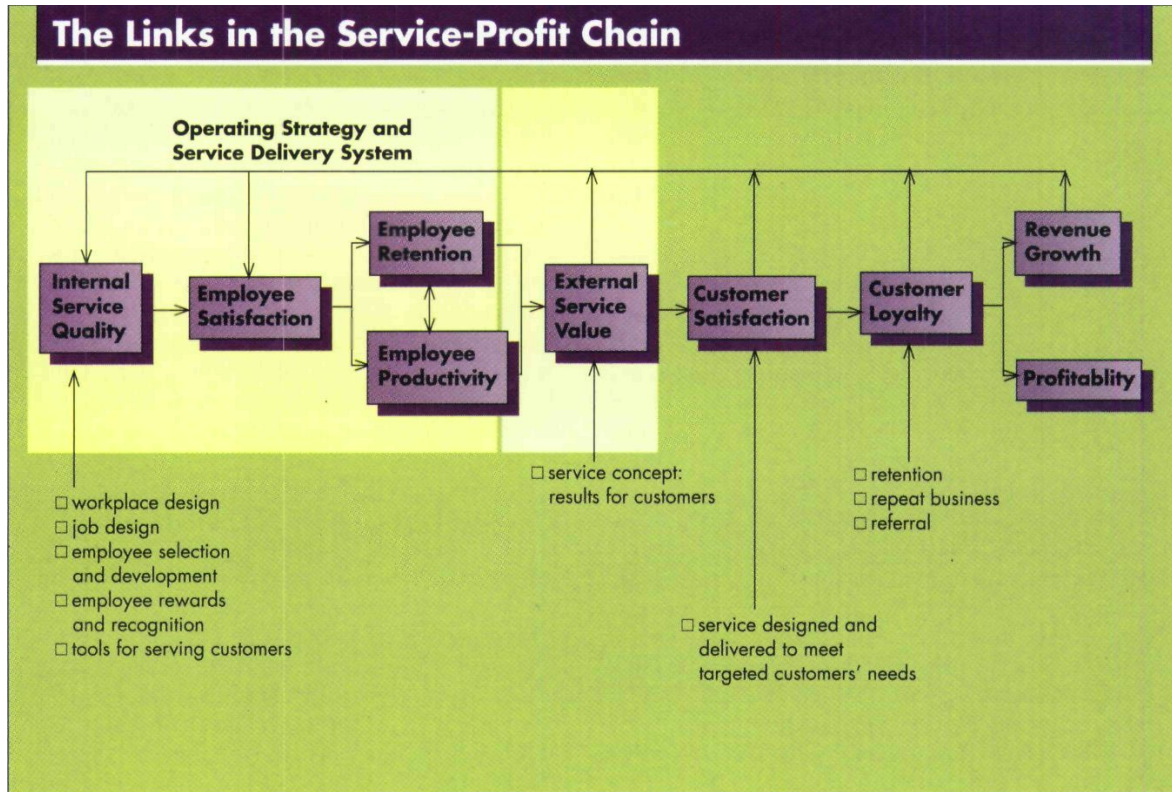 The Links in the Service-Profit Chain
Operating Strategy and
Service Delivery System
Internal
Service
Quality
Employee
Satisfaction
Employee
Retention
Employee
Productivity
External
Service
Value
Customer
Satisfaction
Customer
Loyalty
Revenue
Growth
Profitablity
□ workplace design
□ job design
□ employee selection
and development
□ employee rewards
and recognition
□ tools for serving customers
□ service concept:
results for customers
□ service designed and
delivered to meet
targeted customers’ needs
□ retention
□ repeat business
□ referral